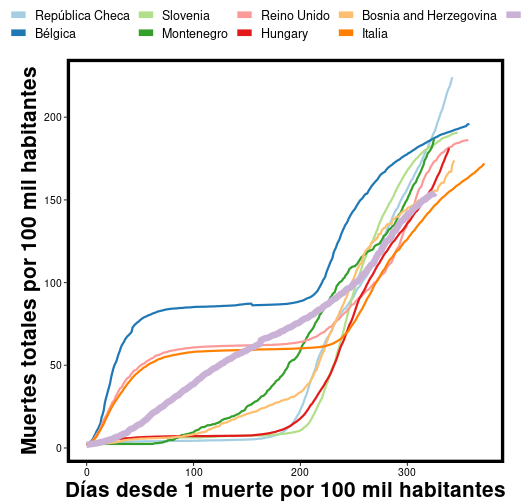 República Checa Slovenia Reino Unido Bosnia and Herzegovina
Bélgica Montenegro Hungary Italia
Muertes totales por 100 mil habitantes
200
150
100
50
0
0 100 200 300
Días desde 1 muerte por 100 mil habitantes